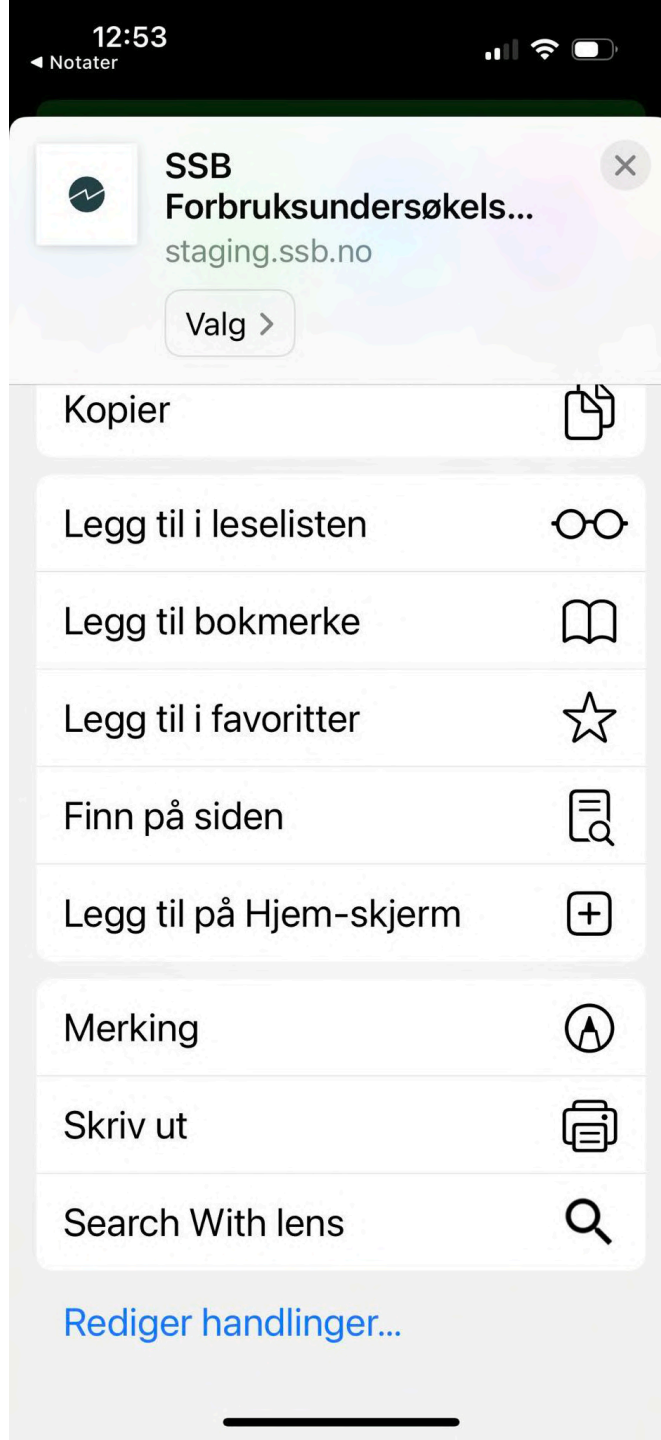 12:53
◀ Notater
SSB
Forbruksundersøkels...
staging.ssb.no
Valg >
Kopier
Legg til i leselisten
Legg til bokmerke
Legg til i favoritter
Finn på siden
Legg til på Hjem-skjerm
Merking
Skriv ut
Search With lens
Rediger handlinger...